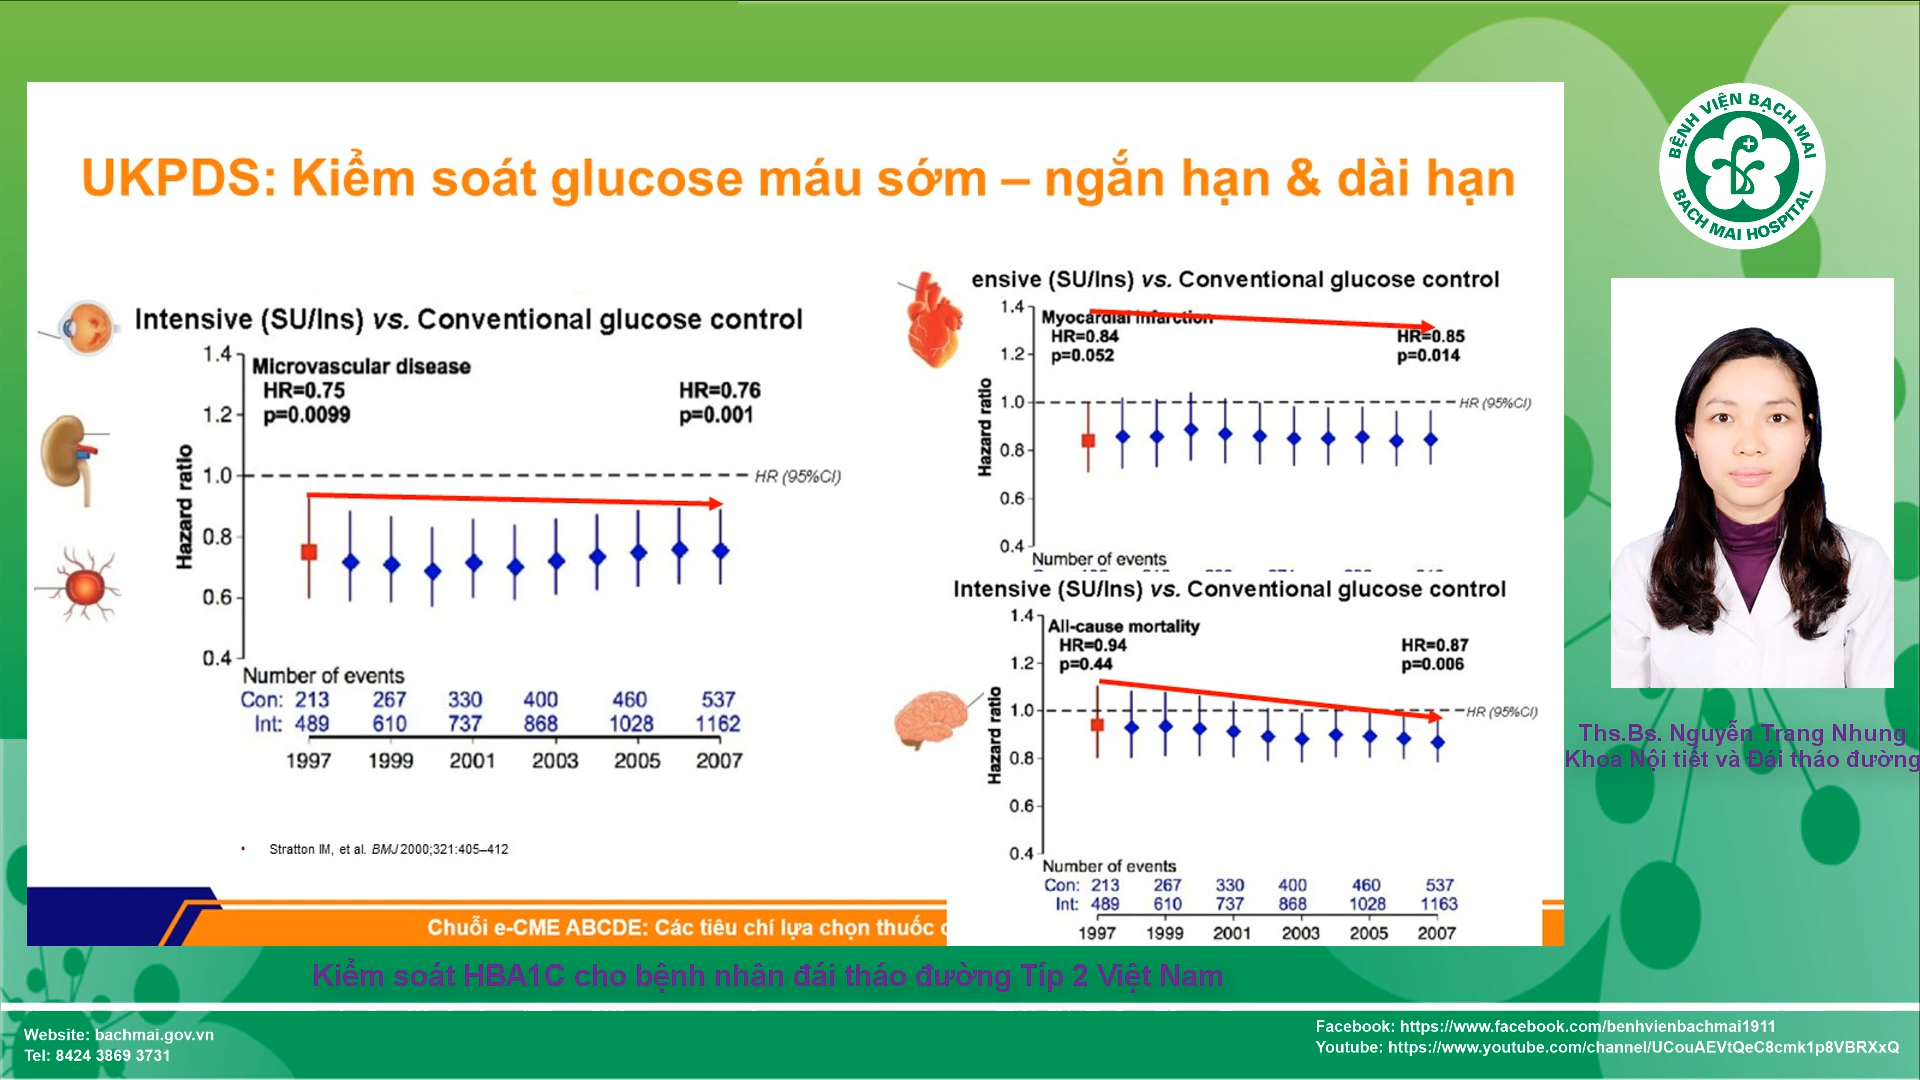 BỆNH VIỆN BẠCH MAI
BACH MAI HOSPITAL
UKPDS: Kiểm soát glucose máu sớm – ngắn hạn & dài hạn
Intensive (SU/Ins) vs. Conventional glucose control
Microvascular disease
HR=0.75
p=0.0099
HR=0.76
p=0.001
1.4
1.2
1.0
0.8
0.6
0.4
Hazard ratio
HR (95%CI)
Number of events
Con: 213 267 330 400 460 537
Int: 489 610 737 868 1028 1162
1997 1999 2001 2003 2005 2007
ensive (SU/Ins) vs. Conventional glucose control
Myocardial infarction
HR=0.84
p=0.052
HR=0.85
p=0.014
1.4
1.2
1.0
0.8
0.6
0.4
Hazard ratio
HR (95%CI)
Number of events
Intensive (SU/Ins) vs. Conventional glucose control
All-cause mortality
HR=0.94
p=0.44
HR=0.87
p=0.006
1.4
1.2
1.0
0.8
0.6
0.4
Hazard ratio
HR (95%CI)
Number of events
Con: 213 267 330 400 460 537
Int: 489 610 737 868 1028 1163
1997 1999 2001 2003 2005 2007
• Stratton IM, et al. BMJ 2000;321:405–412
Chuỗi e-CME ABCDE: Các tiêu chí lựa chọn thuốc
Ths.Bs. Nguyễn Trang Nhung
Khoa Nội tiết và Đái tháo đường
Kiểm soát HBA1C cho bệnh nhân đái tháo đường Típ 2 Việt Nam
Website: bachmai.gov.vn
Tel: 8424 3869 3731
Facebook: https://www.facebook.com/benhvienbachmai1911
Youtube: https://www.youtube.com/channel/UCouAEVtQeC8cmk1p8VBRXxQ